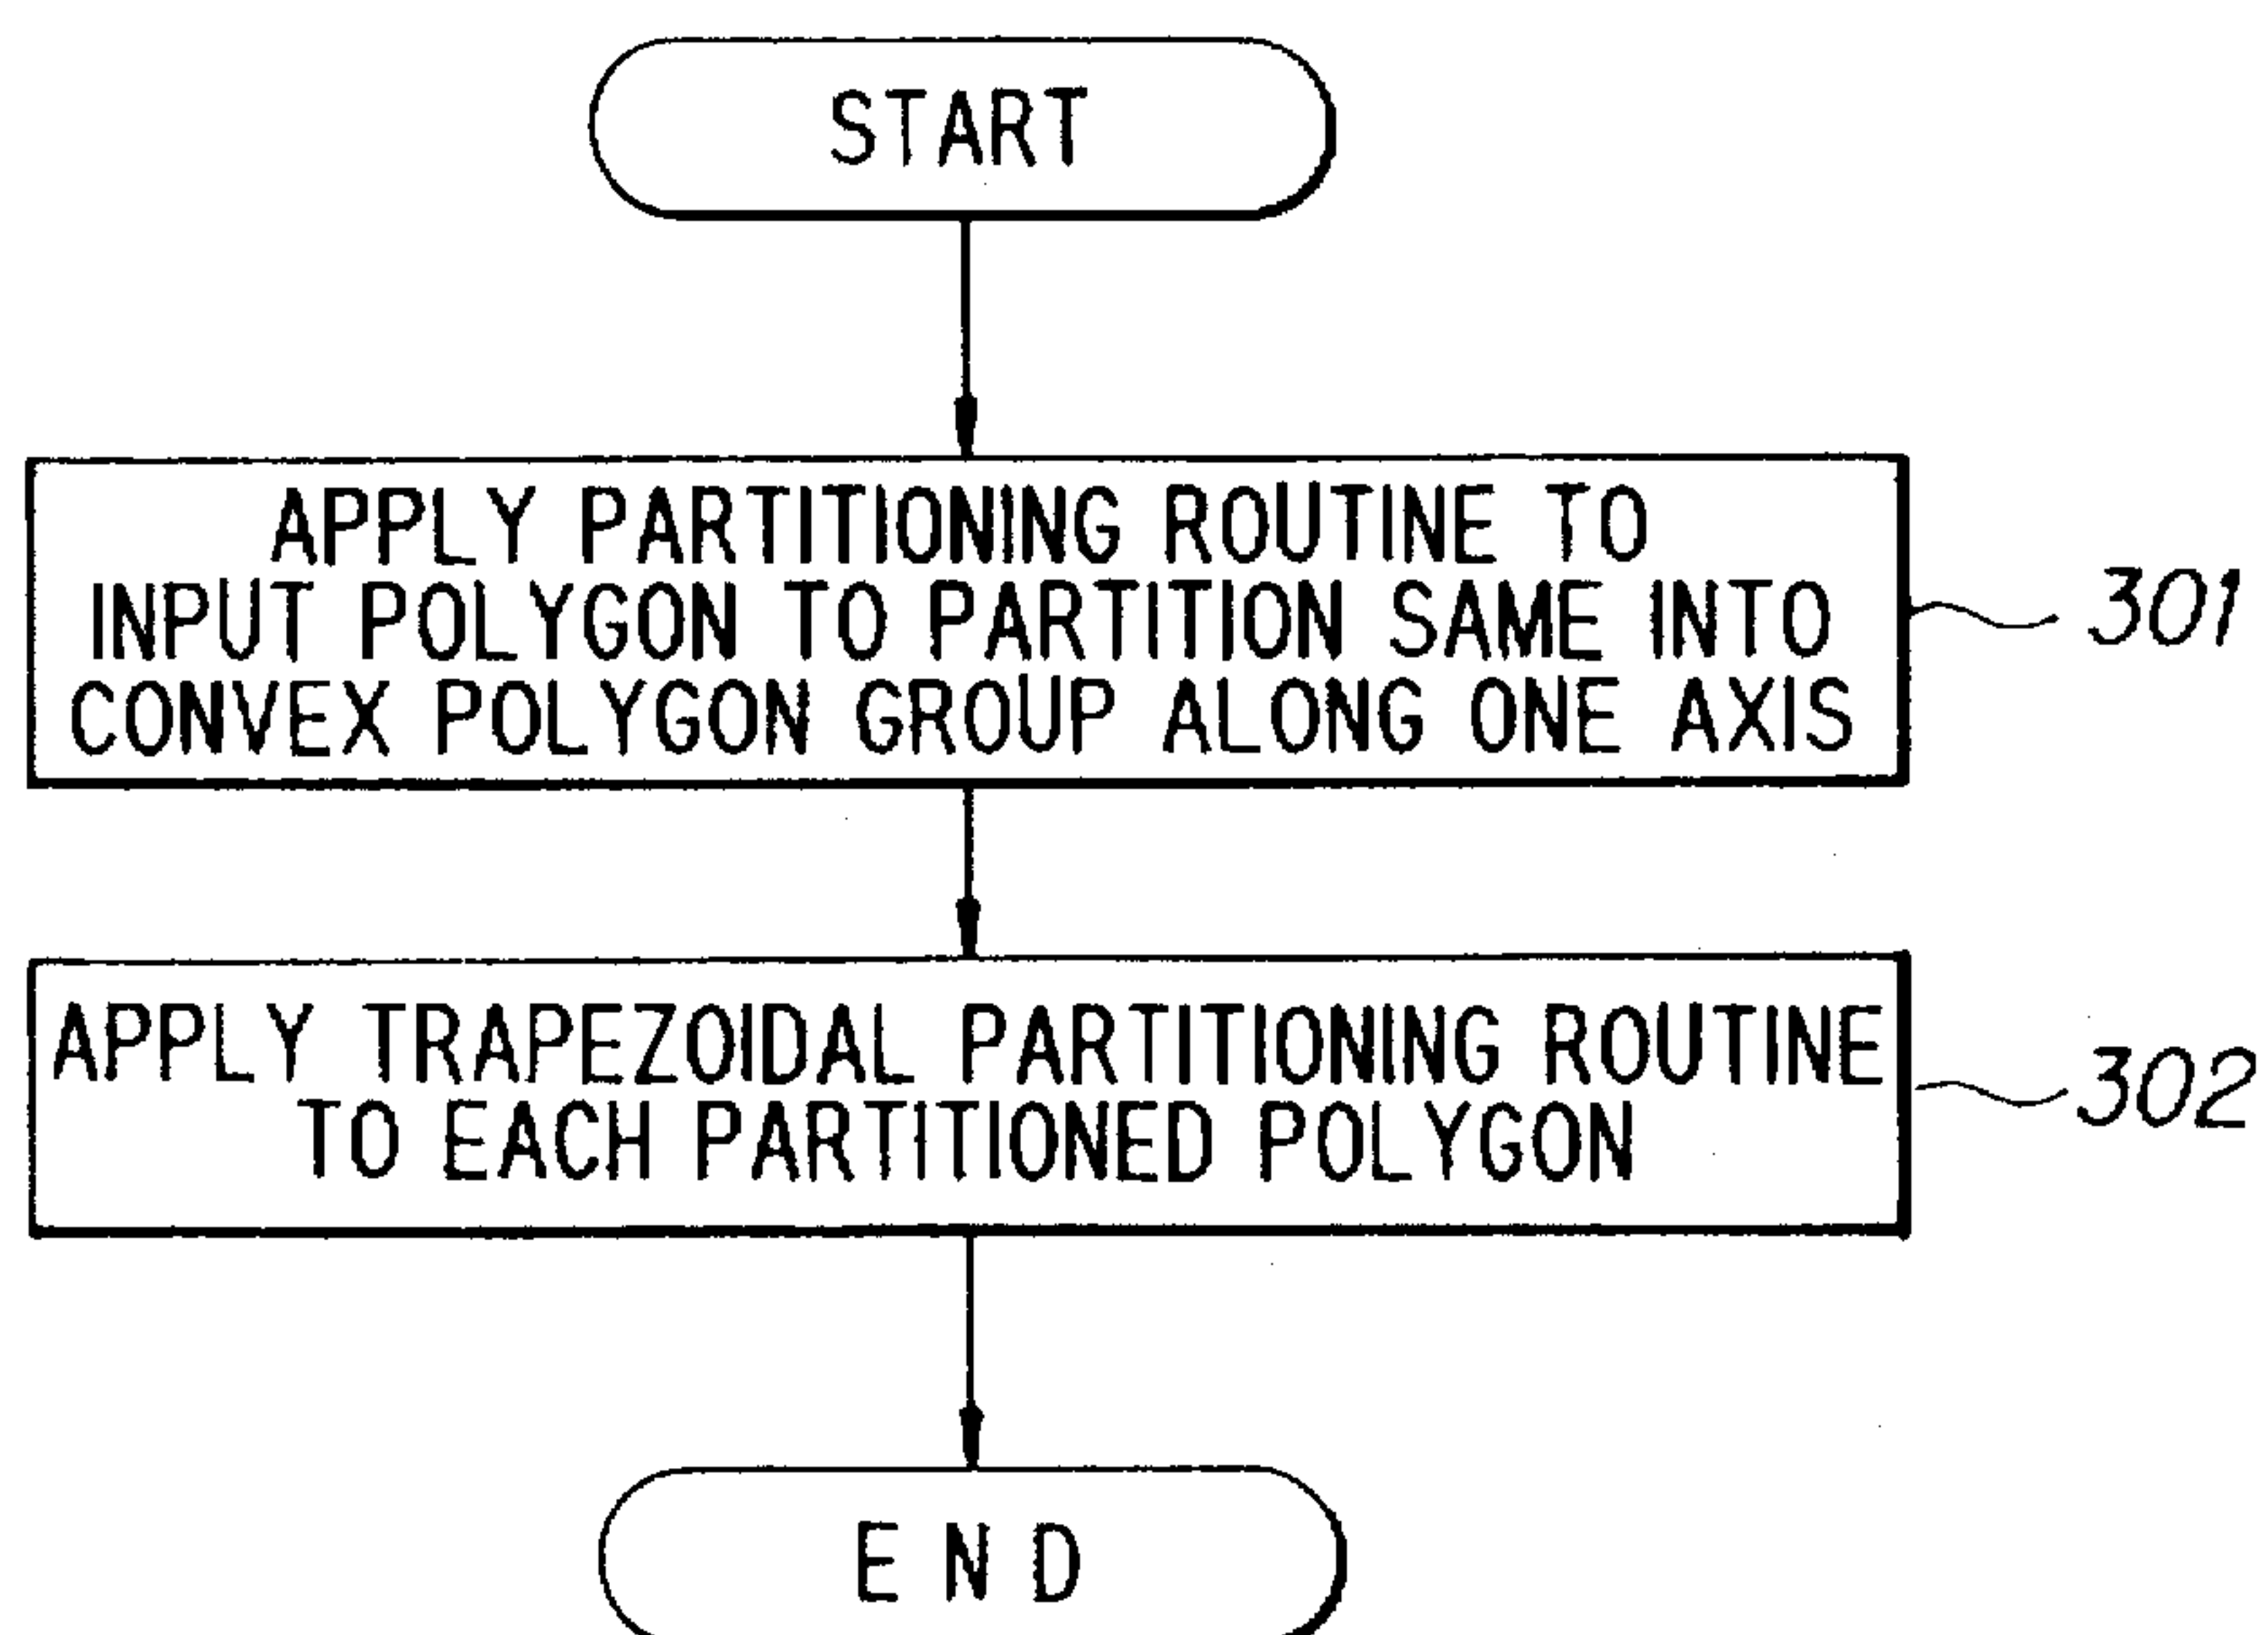 START
APPLY PARTITIONING ROUTINE TO
INPUT POLYGON TO PARTITION SAME INTO
CONVEX POLYGON GROUP ALONG ONE AXIS
301
APPLY TRAPEZOIDAL PARTITIONING ROUTINE
TO EACH PARTITIONED POLYGON
302
END